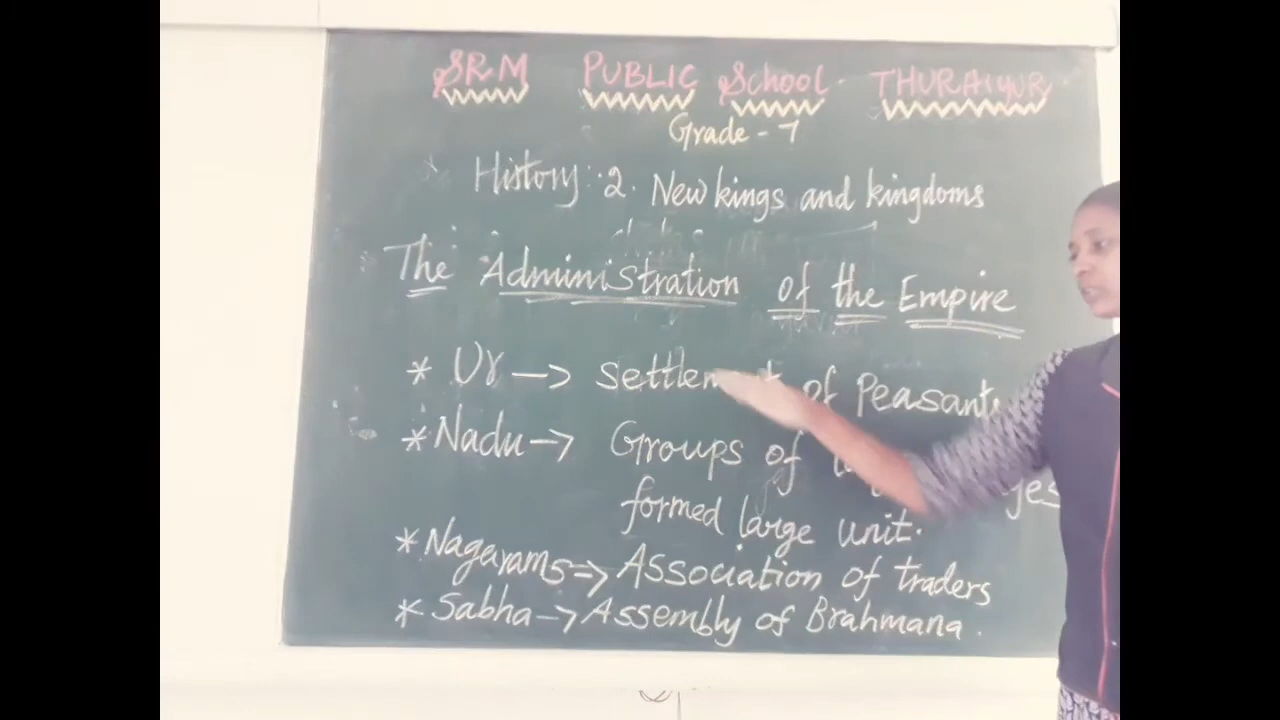 SRM PUBLIC School THURAIYUR
Grade - 7
History: 2. New kings and kingdoms
The Administration of the Empire
* Ur → Settlement of Peasant
* Nadu → Groups of
formed large unit.
* Nagarams → Association of traders
* Sabha → Assembly of Brahmana.